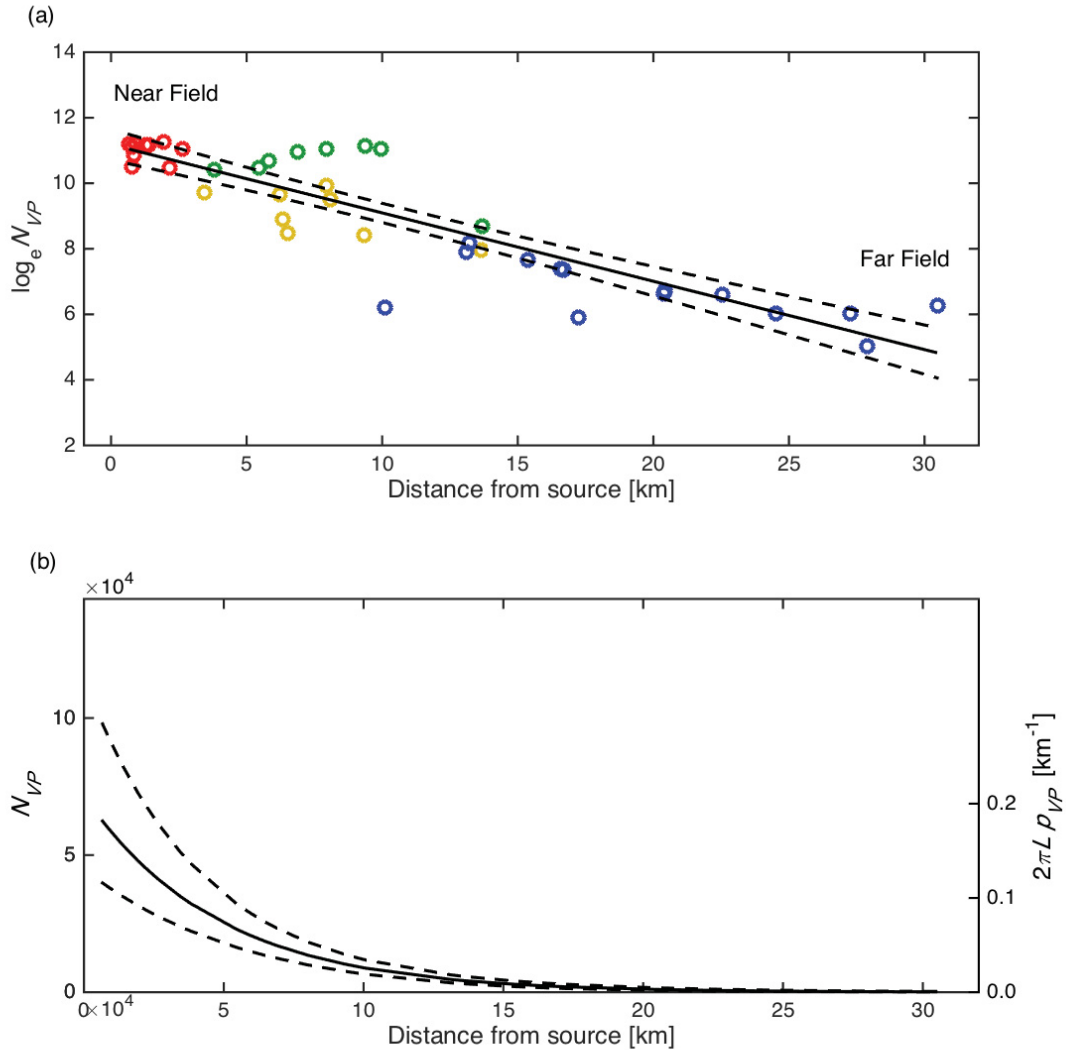 (a)
14
12
10
8
6
4
2
log_e N_VP
Near Field
Far Field
0 5 10 15 20 25 30
Distance from source [km]
(b)
×10^4
10
5
0
N_VP
0.2
0.1
0.0
2πL p_VP [km^-1]
0×10^4 5 10 15 20 25 30
Distance from source [km]